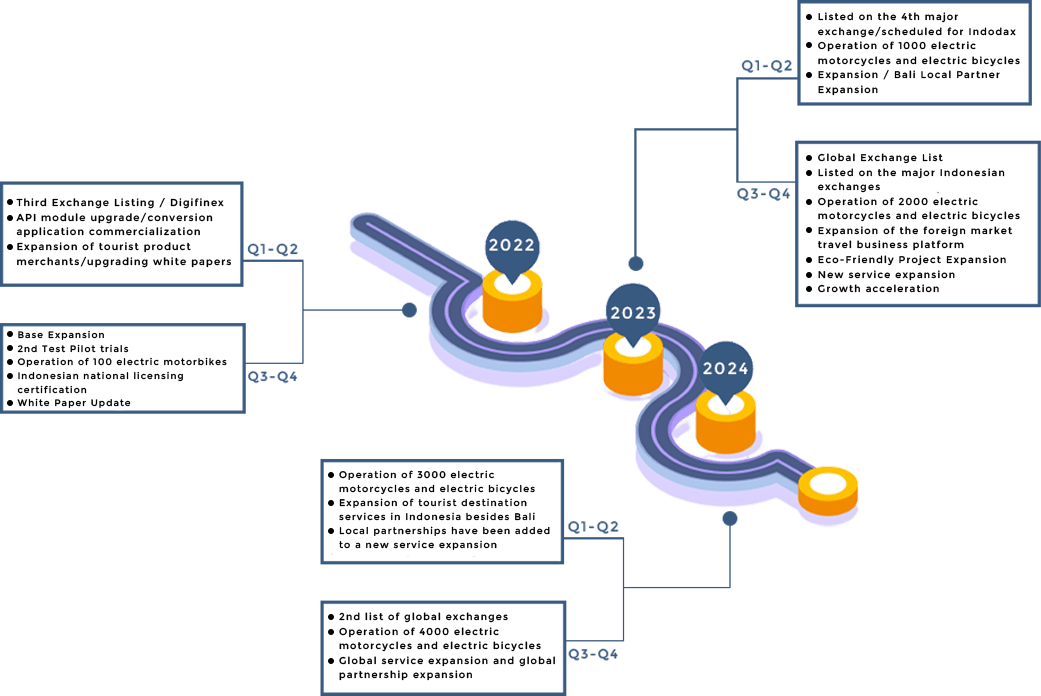 2022
Q1-Q2
Third Exchange Listing / Digifinex
API module upgrade/conversion
application commercialization
Expansion of tourist product
merchants/upgrading white papers
Q3-Q4
Base Expansion
2nd Test Pilot trials
Operation of 100 electric motorbikes
Indonesian national licensing
certification
White Paper Update
2023
Q1-Q2
Listed on the 4th major
exchange/scheduled for Indodax
Operation of 1000 electric
motorcycles and electric bicycles
Expansion / Bali Local Partner
Expansion
Q3-Q4
Global Exchange List
Listed on the major Indonesian
exchanges
Operation of 2000 electric
motorcycles and electric bicycles
Expansion of the foreign market
travel business platform
Eco-Friendly Project Expansion
New service expansion
Growth acceleration
2024
Q1-Q2
Operation of 3000 electric
motorcycles and electric bicycles
Expansion of tourist destination
services in Indonesia besides Bali
Local partnerships have been added
to a new service expansion
Q3-Q4
2nd list of global exchanges
Operation of 4000 electric
motorcycles and electric bicycles
Global service expansion and global
partnership expansion